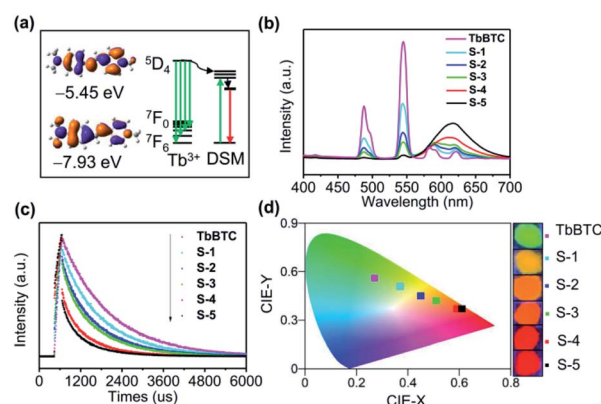 (a)
−5.45 eV
−7.93 eV
⁵D₄
⁷F₀
⁷F₆
Tb³⁺ DSM
(b)
Intensity (a.u.)
TbBTC
S-1
S-2
S-3
S-4
S-5
400 450 500 550 600 650 700
Wavelength (nm)
(c)
Intensity (a.u.)
TbBTC
S-1
S-2
S-3
S-4
S-5
0 1200 2400 3600 4800 6000
Times (us)
(d)
CIE-Y
0.9
0.6
0.3
0.0
0.0 0.2 0.4 0.6 0.8
CIE-X
TbBTC
S-1
S-2
S-3
S-4
S-5